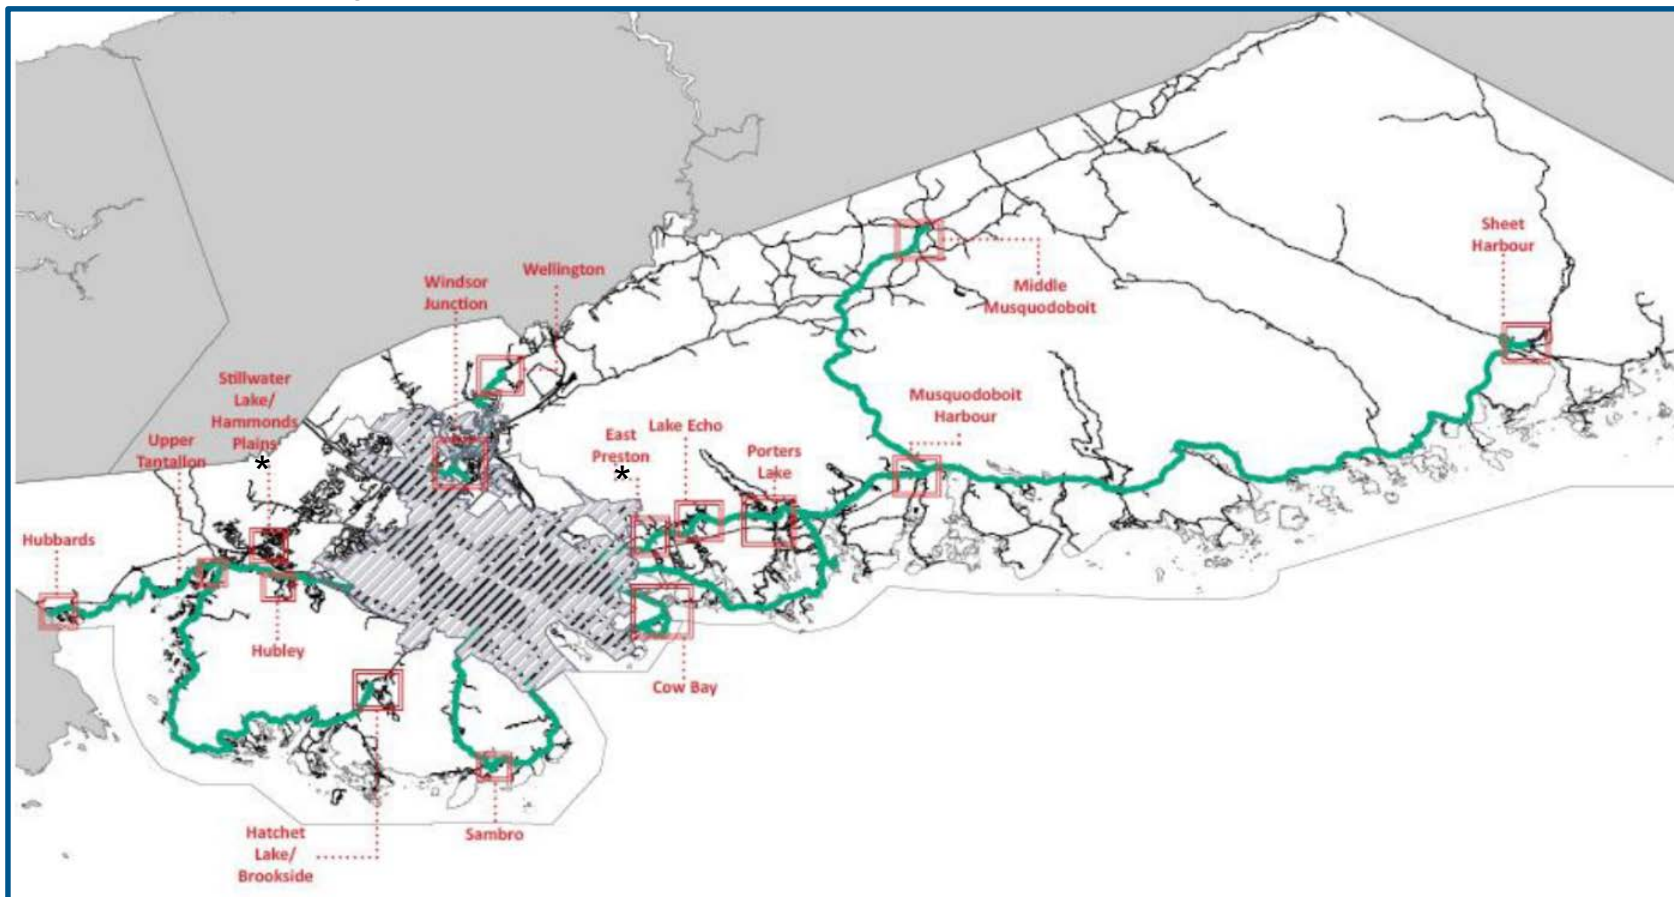 Sheet
Harbour
Wellington
Windsor
Junction
Middle
Musquodoboit
Stillwater
Lake/
Hammonds
Plains
*
Upper
Tantallon
Musquodoboit
Harbour
Lake Echo
East
Preston
*
Porters
Lake
Hubbards
Hubley
Cow Bay
Hatchet
Lake/
Brookside
Sambro